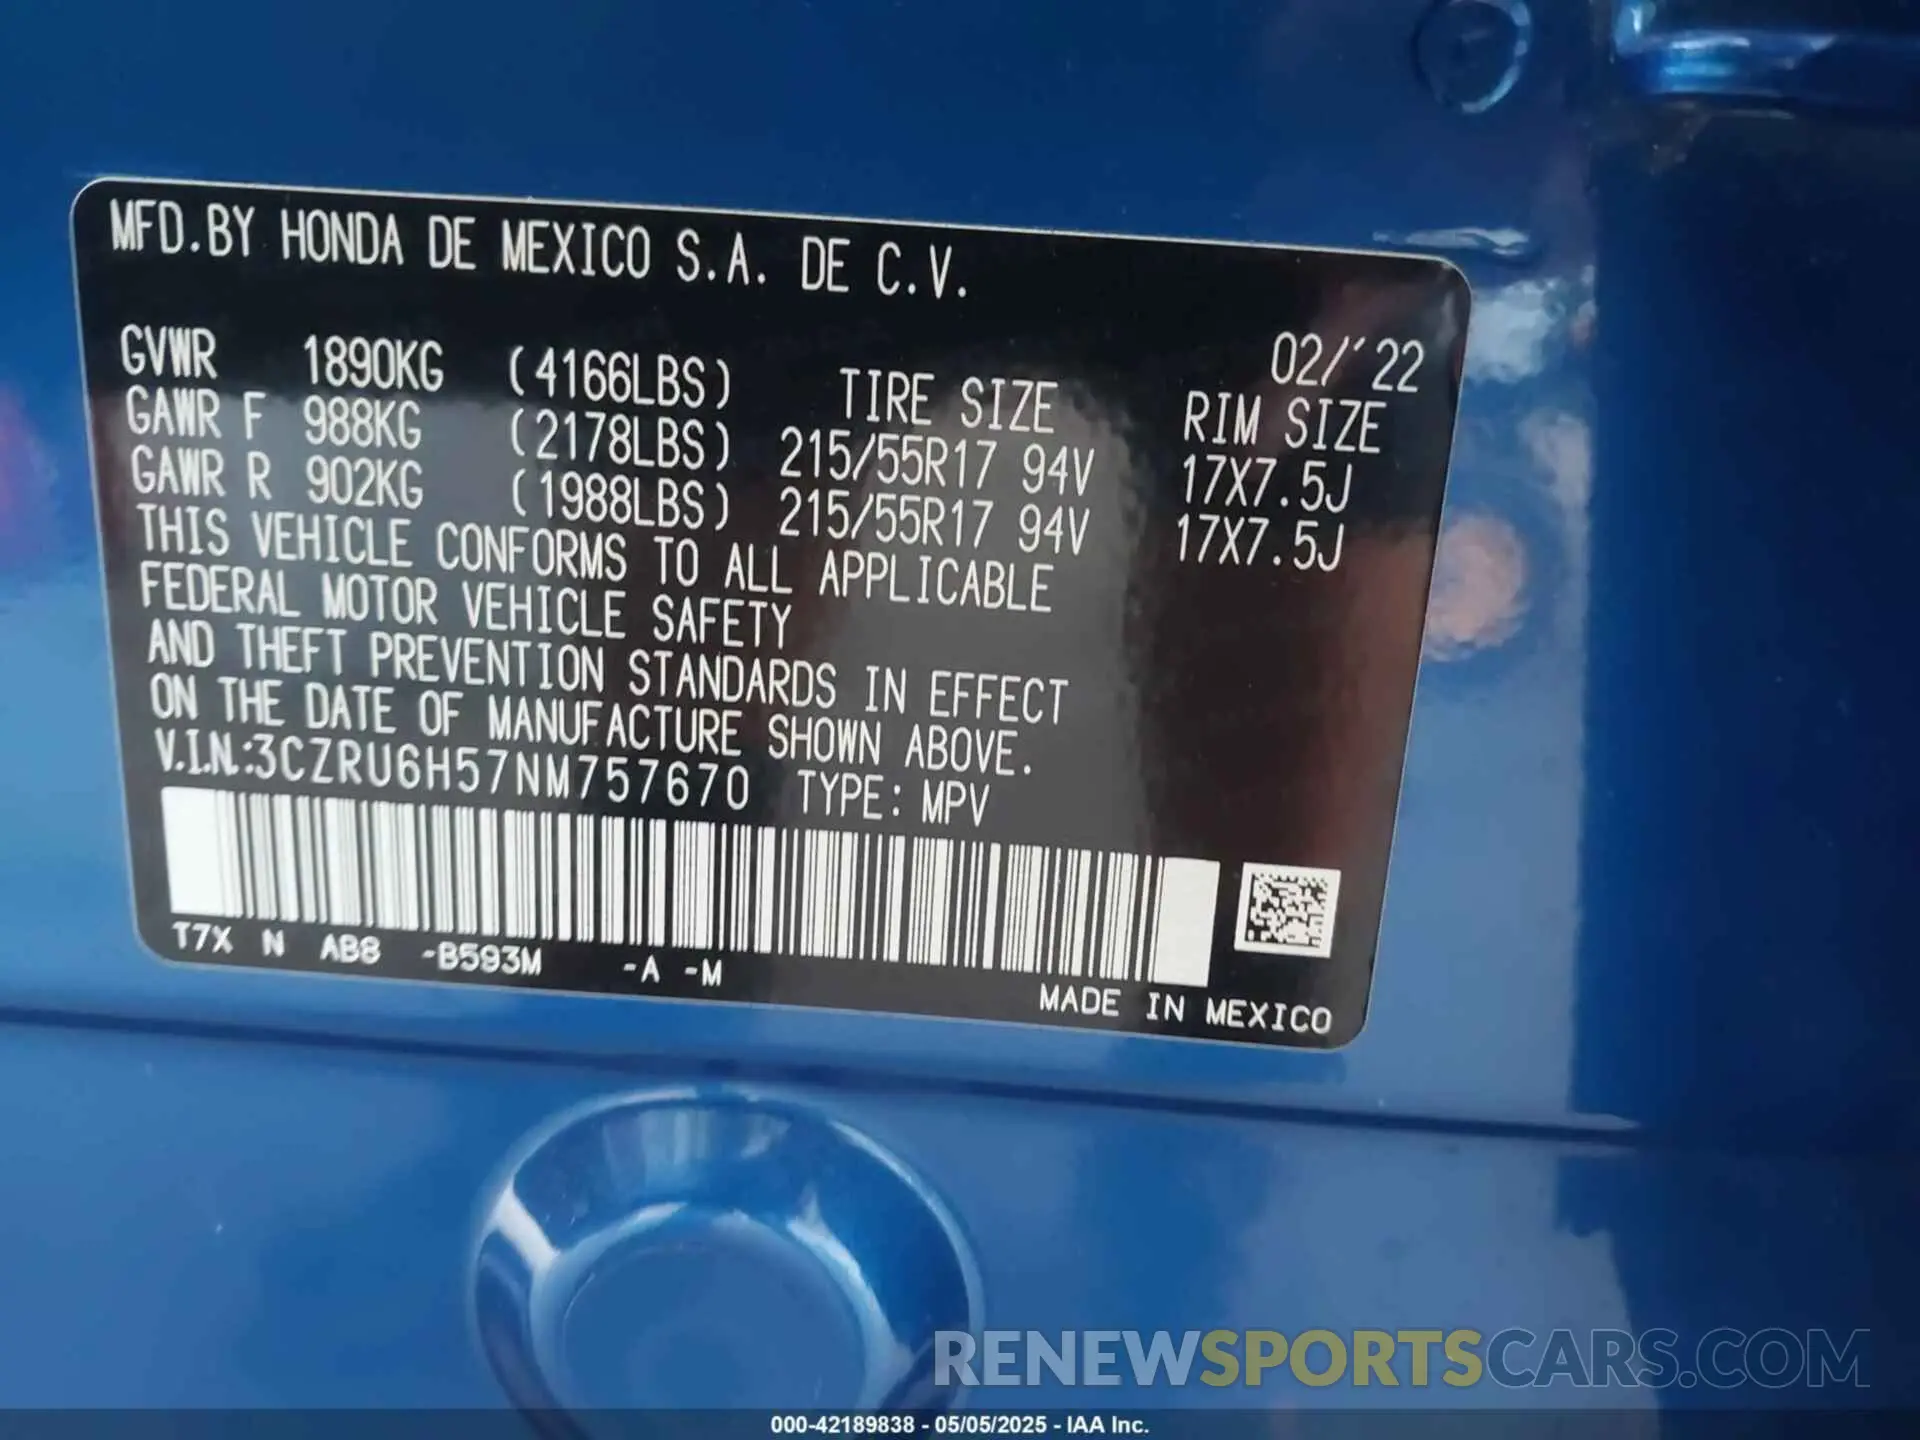 MFD.BY HONDA DE MEXICO S.A. DE C.V.
02/'22
GVWR 1890KG (4166LBS) TIRE SIZE RIM SIZE
GAWR F 988KG (2178LBS) 215/55R17 94V 17X7.5J
GAWR R 902KG (1988LBS) 215/55R17 94V 17X7.5J
THIS VEHICLE CONFORMS TO ALL APPLICABLE
FEDERAL MOTOR VEHICLE SAFETY
AND THEFT PREVENTION STANDARDS IN EFFECT
ON THE DATE OF MANUFACTURE SHOWN ABOVE.
V.I.N.:3CZRU6H57NM757670 TYPE: MPV
T7X N AB8 -B593M -A -M
MADE IN MEXICO
RENEWSPORTSCARS.COM
000-42189838 - 05/05/2025 - IAA Inc.